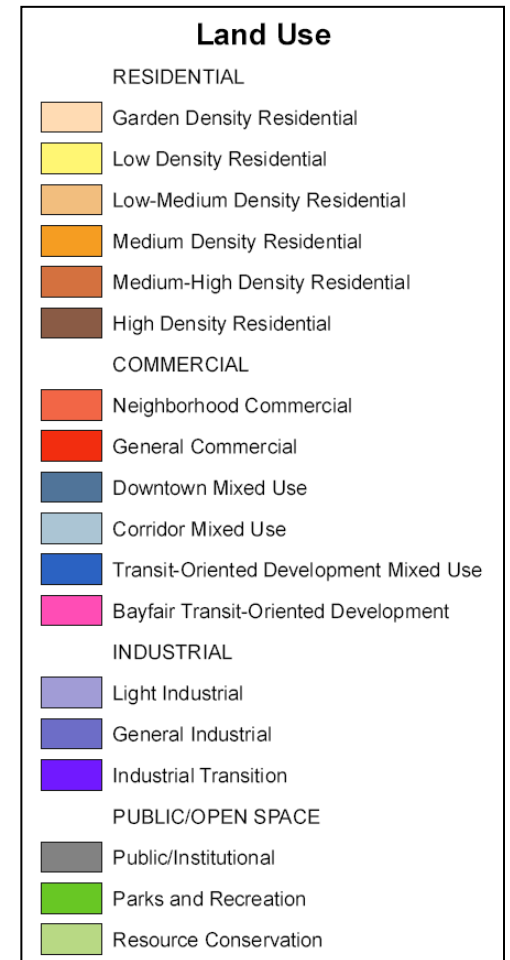 Land Use
RESIDENTIAL
Garden Density Residential
Low Density Residential
Low-Medium Density Residential
Medium Density Residential
Medium-High Density Residential
High Density Residential
COMMERCIAL
Neighborhood Commercial
General Commercial
Downtown Mixed Use
Corridor Mixed Use
Transit-Oriented Development Mixed Use
Bayfair Transit-Oriented Development
INDUSTRIAL
Light Industrial
General Industrial
Industrial Transition
PUBLIC/OPEN SPACE
Public/Institutional
Parks and Recreation
Resource Conservation